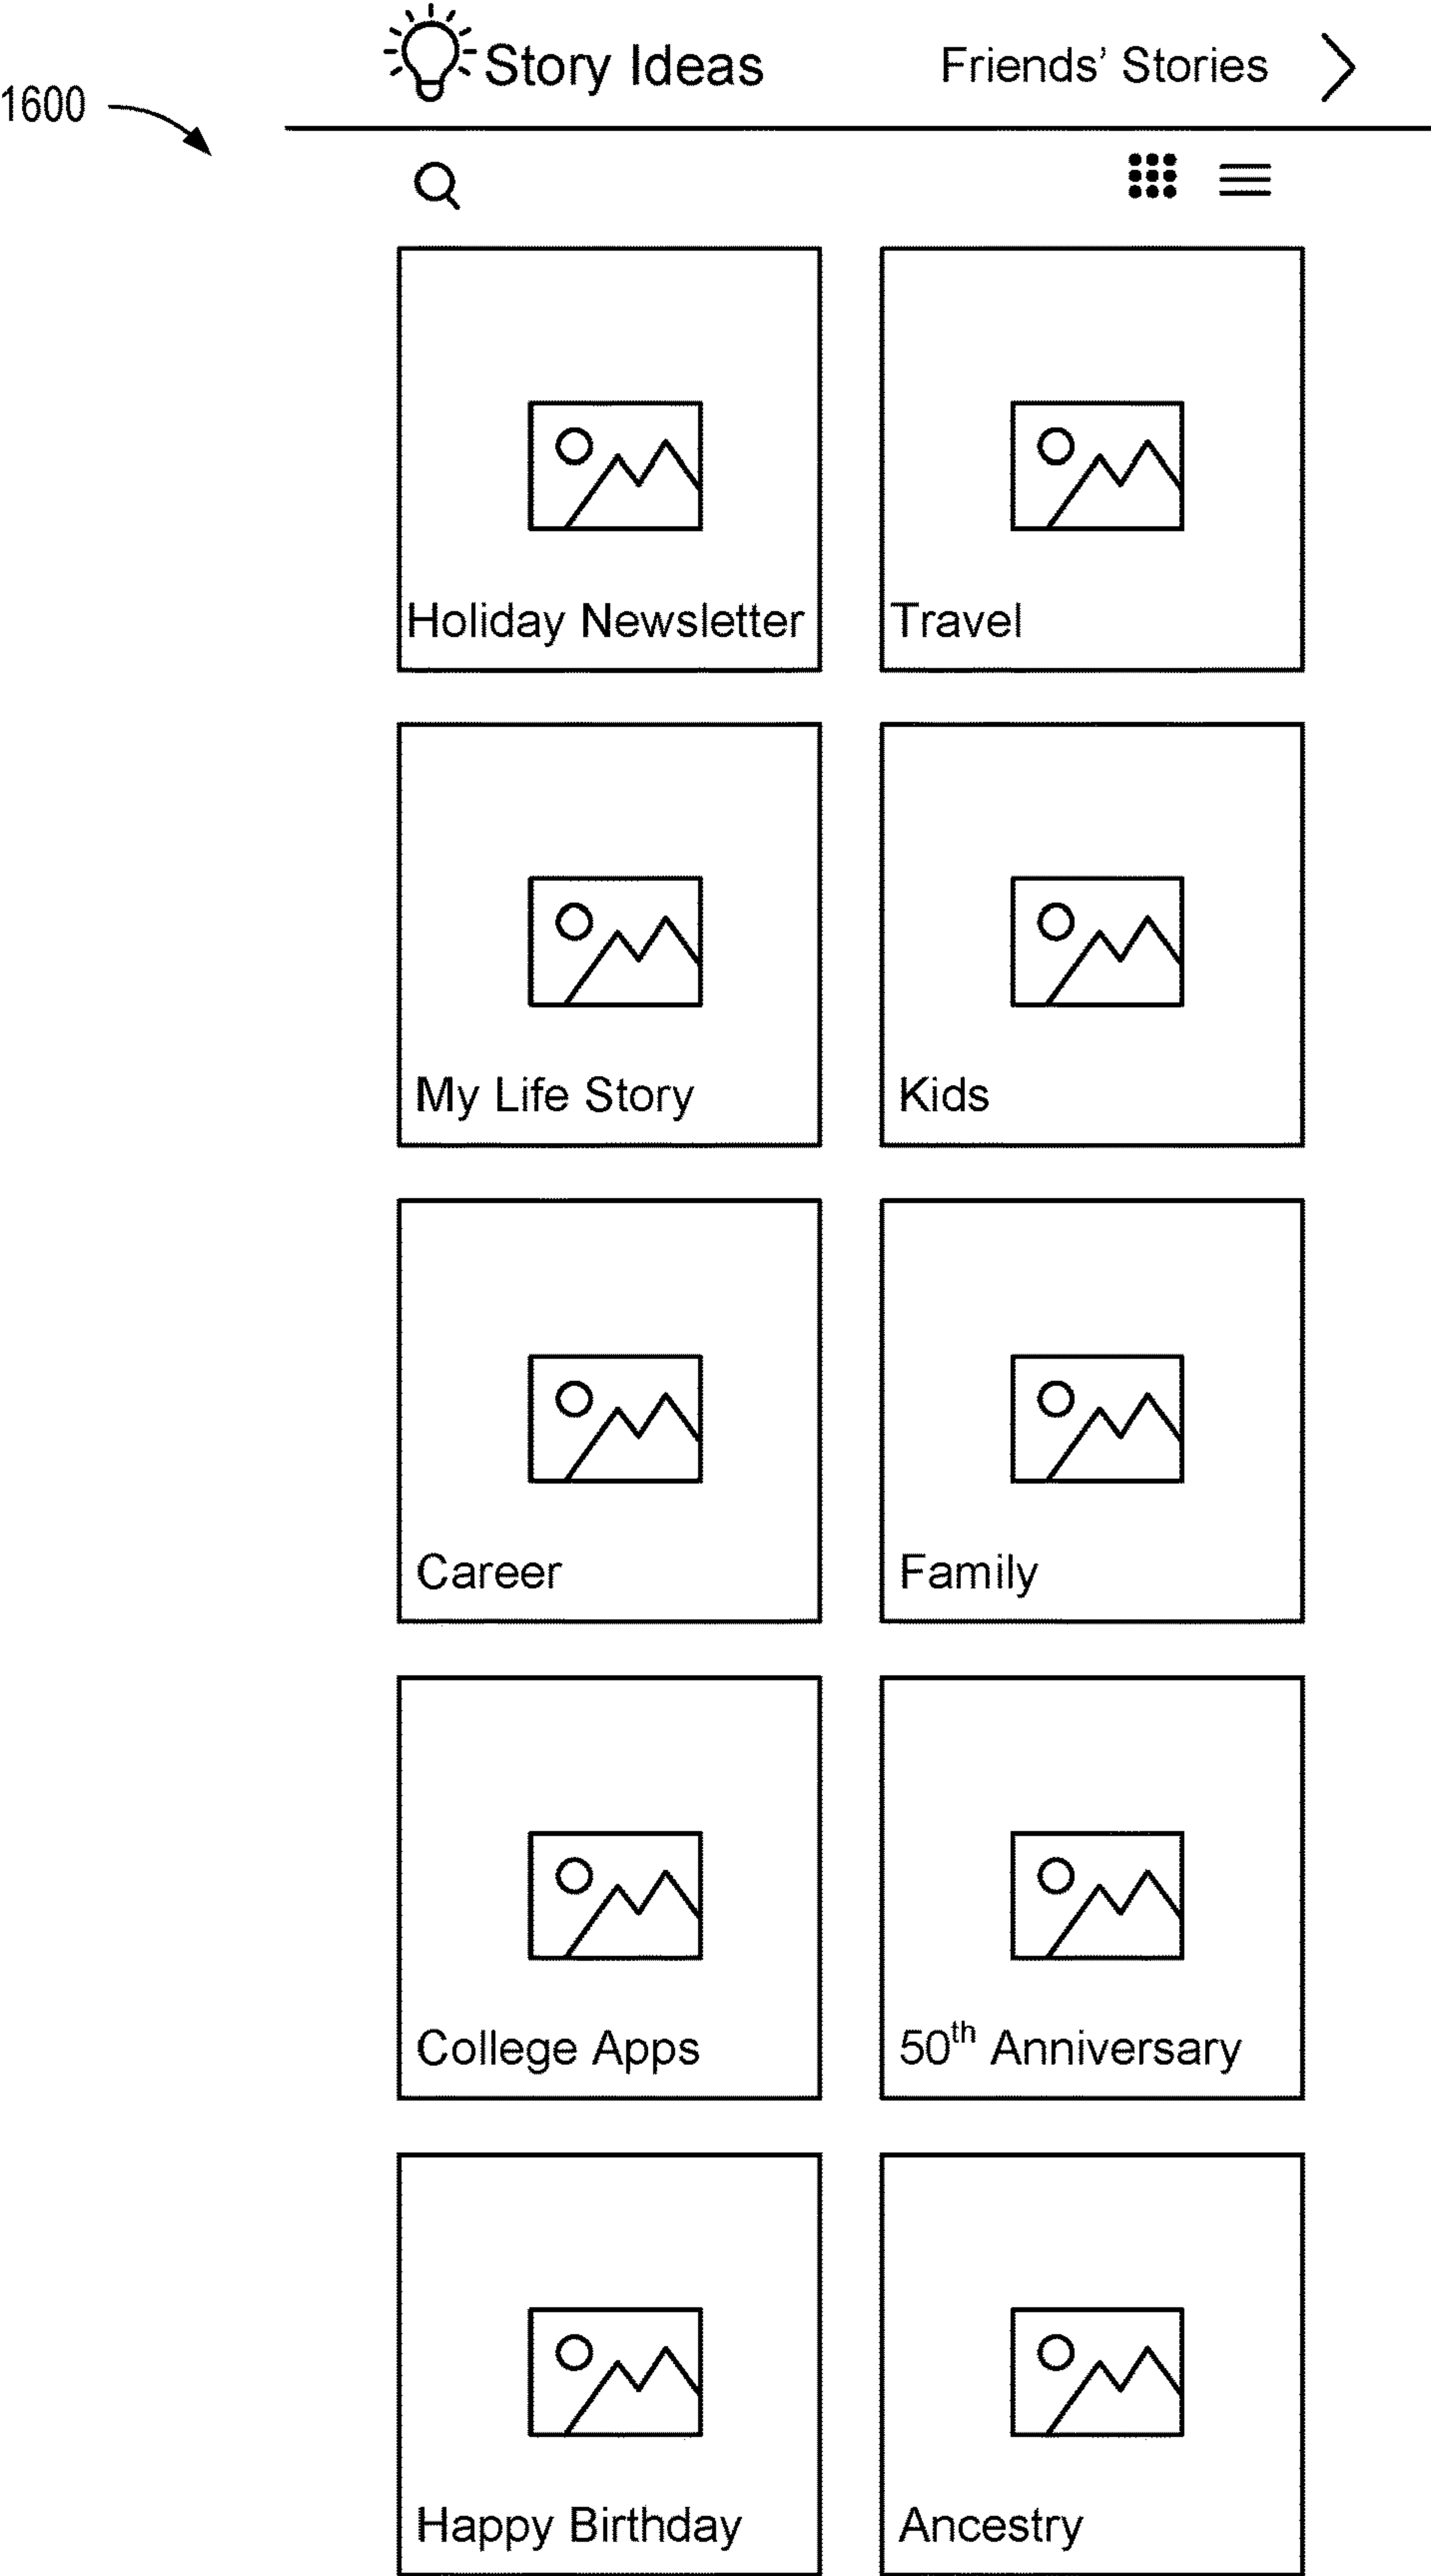 Story Ideas Friends' Stories
1600
Holiday Newsletter Travel
My Life Story Kids
Career Family
College Apps 50th Anniversary
Happy Birthday Ancestry